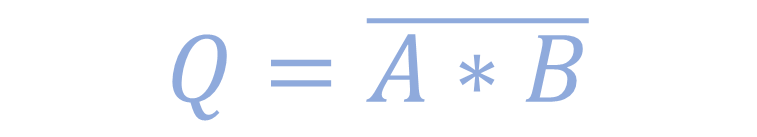 Q = \overline{A * B}